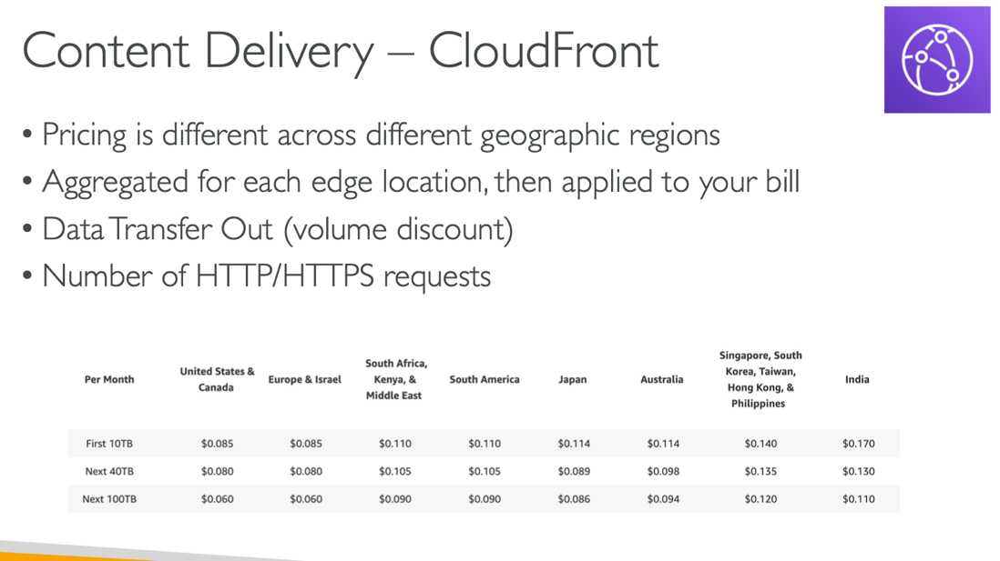 Content Delivery – CloudFront
• Pricing is different across different geographic regions
• Aggregated for each edge location, then applied to your bill
• Data Transfer Out (volume discount)
• Number of HTTP/HTTPS requests
Per Month United States & Canada Europe & Israel South Africa, Kenya, & Middle East South America Japan Australia Singapore, South Korea, Taiwan, Hong Kong, & Philippines India
First 10TB $0.085 $0.085 $0.110 $0.110 $0.114 $0.114 $0.140 $0.170
Next 40TB $0.080 $0.080 $0.105 $0.105 $0.089 $0.098 $0.135 $0.130
Next 100TB $0.060 $0.060 $0.090 $0.090 $0.086 $0.094 $0.120 $0.110